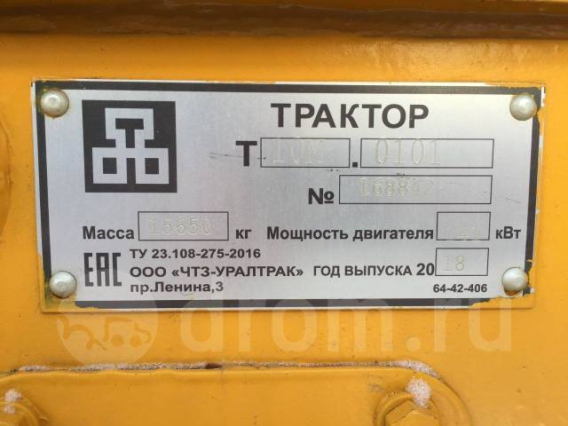 ТРАКТОР
Т .0101
№
Масса кг Мощность двигателя кВт
ТУ 23.108-275-2016
ЕАС ООО «ЧТЗ-УРАЛТРАК» ГОД ВЫПУСКА 20 18
пр.Ленина,3
64-42-406
drom.ru